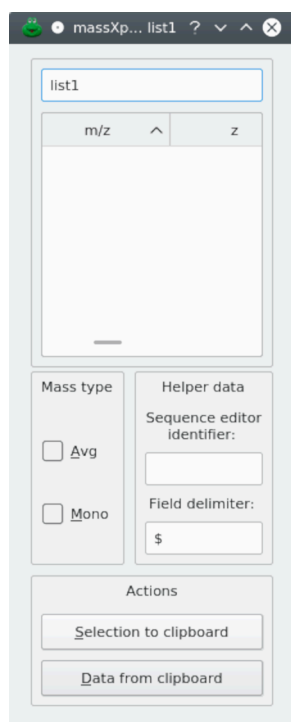 massXp... list1 ?
list1
m/z z
Mass type
Avg
Mono
Helper data
Sequence editor
identifier:
Field delimiter:
$
Actions
Selection to clipboard
Data from clipboard